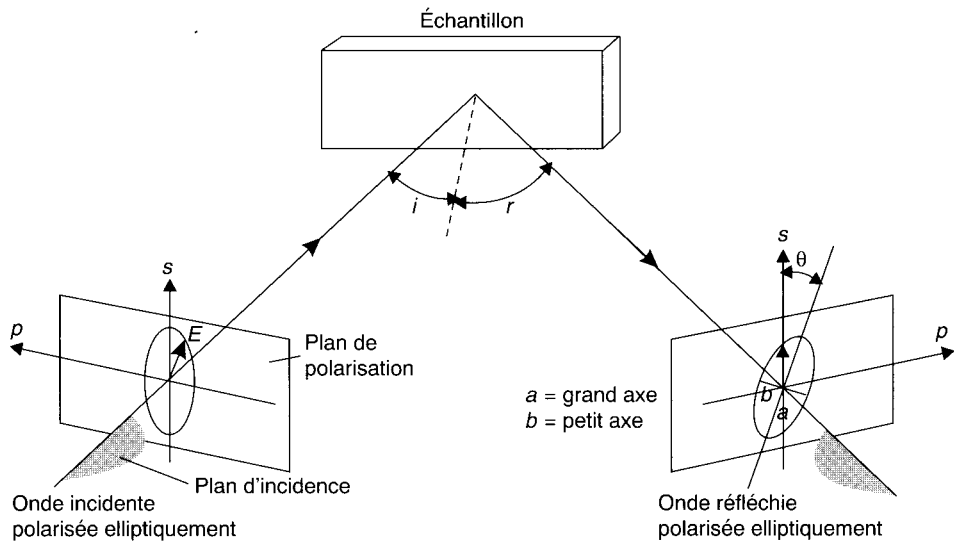 Échantillon
i
r
s
p
E
Plan de
polarisation
Plan d'incidence
Onde incidente
polarisée elliptiquement
s
θ
p
a = grand axe
b = petit axe
b
a
Onde réfléchie
polarisée elliptiquement